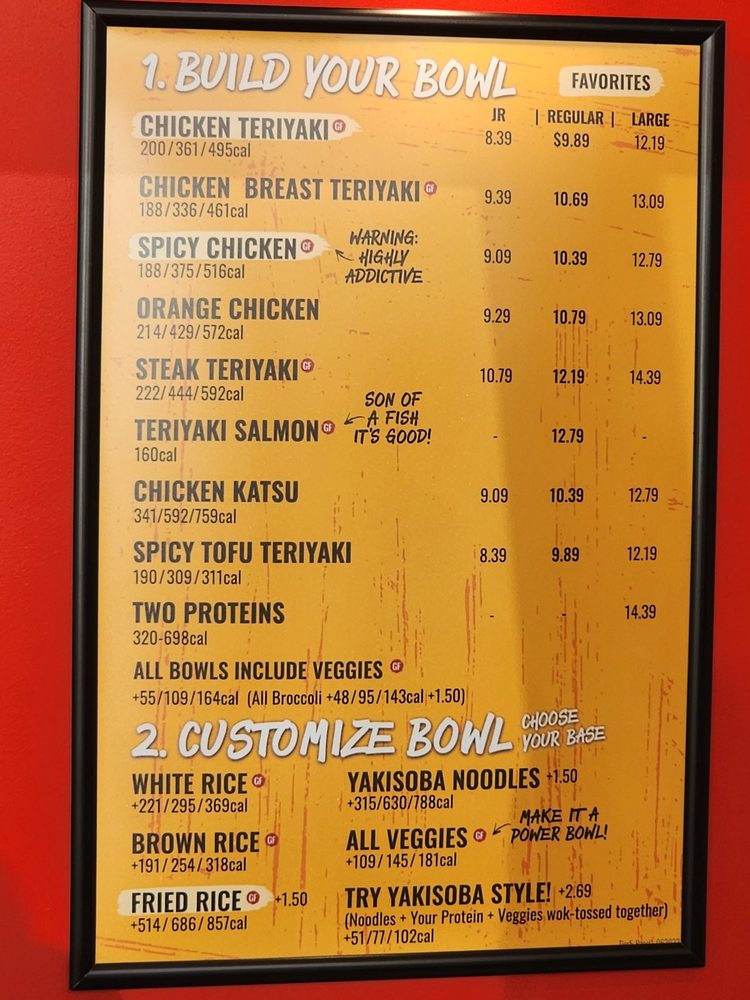 1. BUILD YOUR BOWL
FAVORITES
JR | REGULAR | LARGE
CHICKEN TERIYAKI GF 8.39 $9.89 12.19
200/361/495cal
CHICKEN BREAST TERIYAKI GF 9.39 10.69 13.09
188/336/461cal
SPICY CHICKEN GF 9.09 10.39 12.79
188/375/516cal
WARNING:
HIGHLY
ADDICTIVE
ORANGE CHICKEN 9.29 10.79 13.09
214/429/572cal
STEAK TERIYAKI GF 10.79 12.19 14.39
222/444/592cal
TERIYAKI SALMON GF - 12.79 -
160cal
SON OF
A FISH
IT'S GOOD!
CHICKEN KATSU 9.09 10.39 12.79
341/592/759cal
SPICY TOFU TERIYAKI 8.39 9.89 12.19
190/309/311cal
TWO PROTEINS - - 14.39
320-698cal
ALL BOWLS INCLUDE VEGGIES GF
+55/109/164cal (All Broccoli +48/95/143cal +1.50)
2. CUSTOMIZE BOWL
CHOOSE
YOUR BASE
WHITE RICE GF
+221/295/369cal
YAKISOBA NOODLES +1.50
+315/630/788cal
BROWN RICE GF
+191/254/318cal
ALL VEGGIES GF
+109/145/181cal
MAKE IT A
POWER BOWL!
FRIED RICE GF +1.50
+514/686/857cal
TRY YAKISOBA STYLE! +2.69
(Noodles + Your Protein + Veggies wok-tossed together)
+51/77/102cal